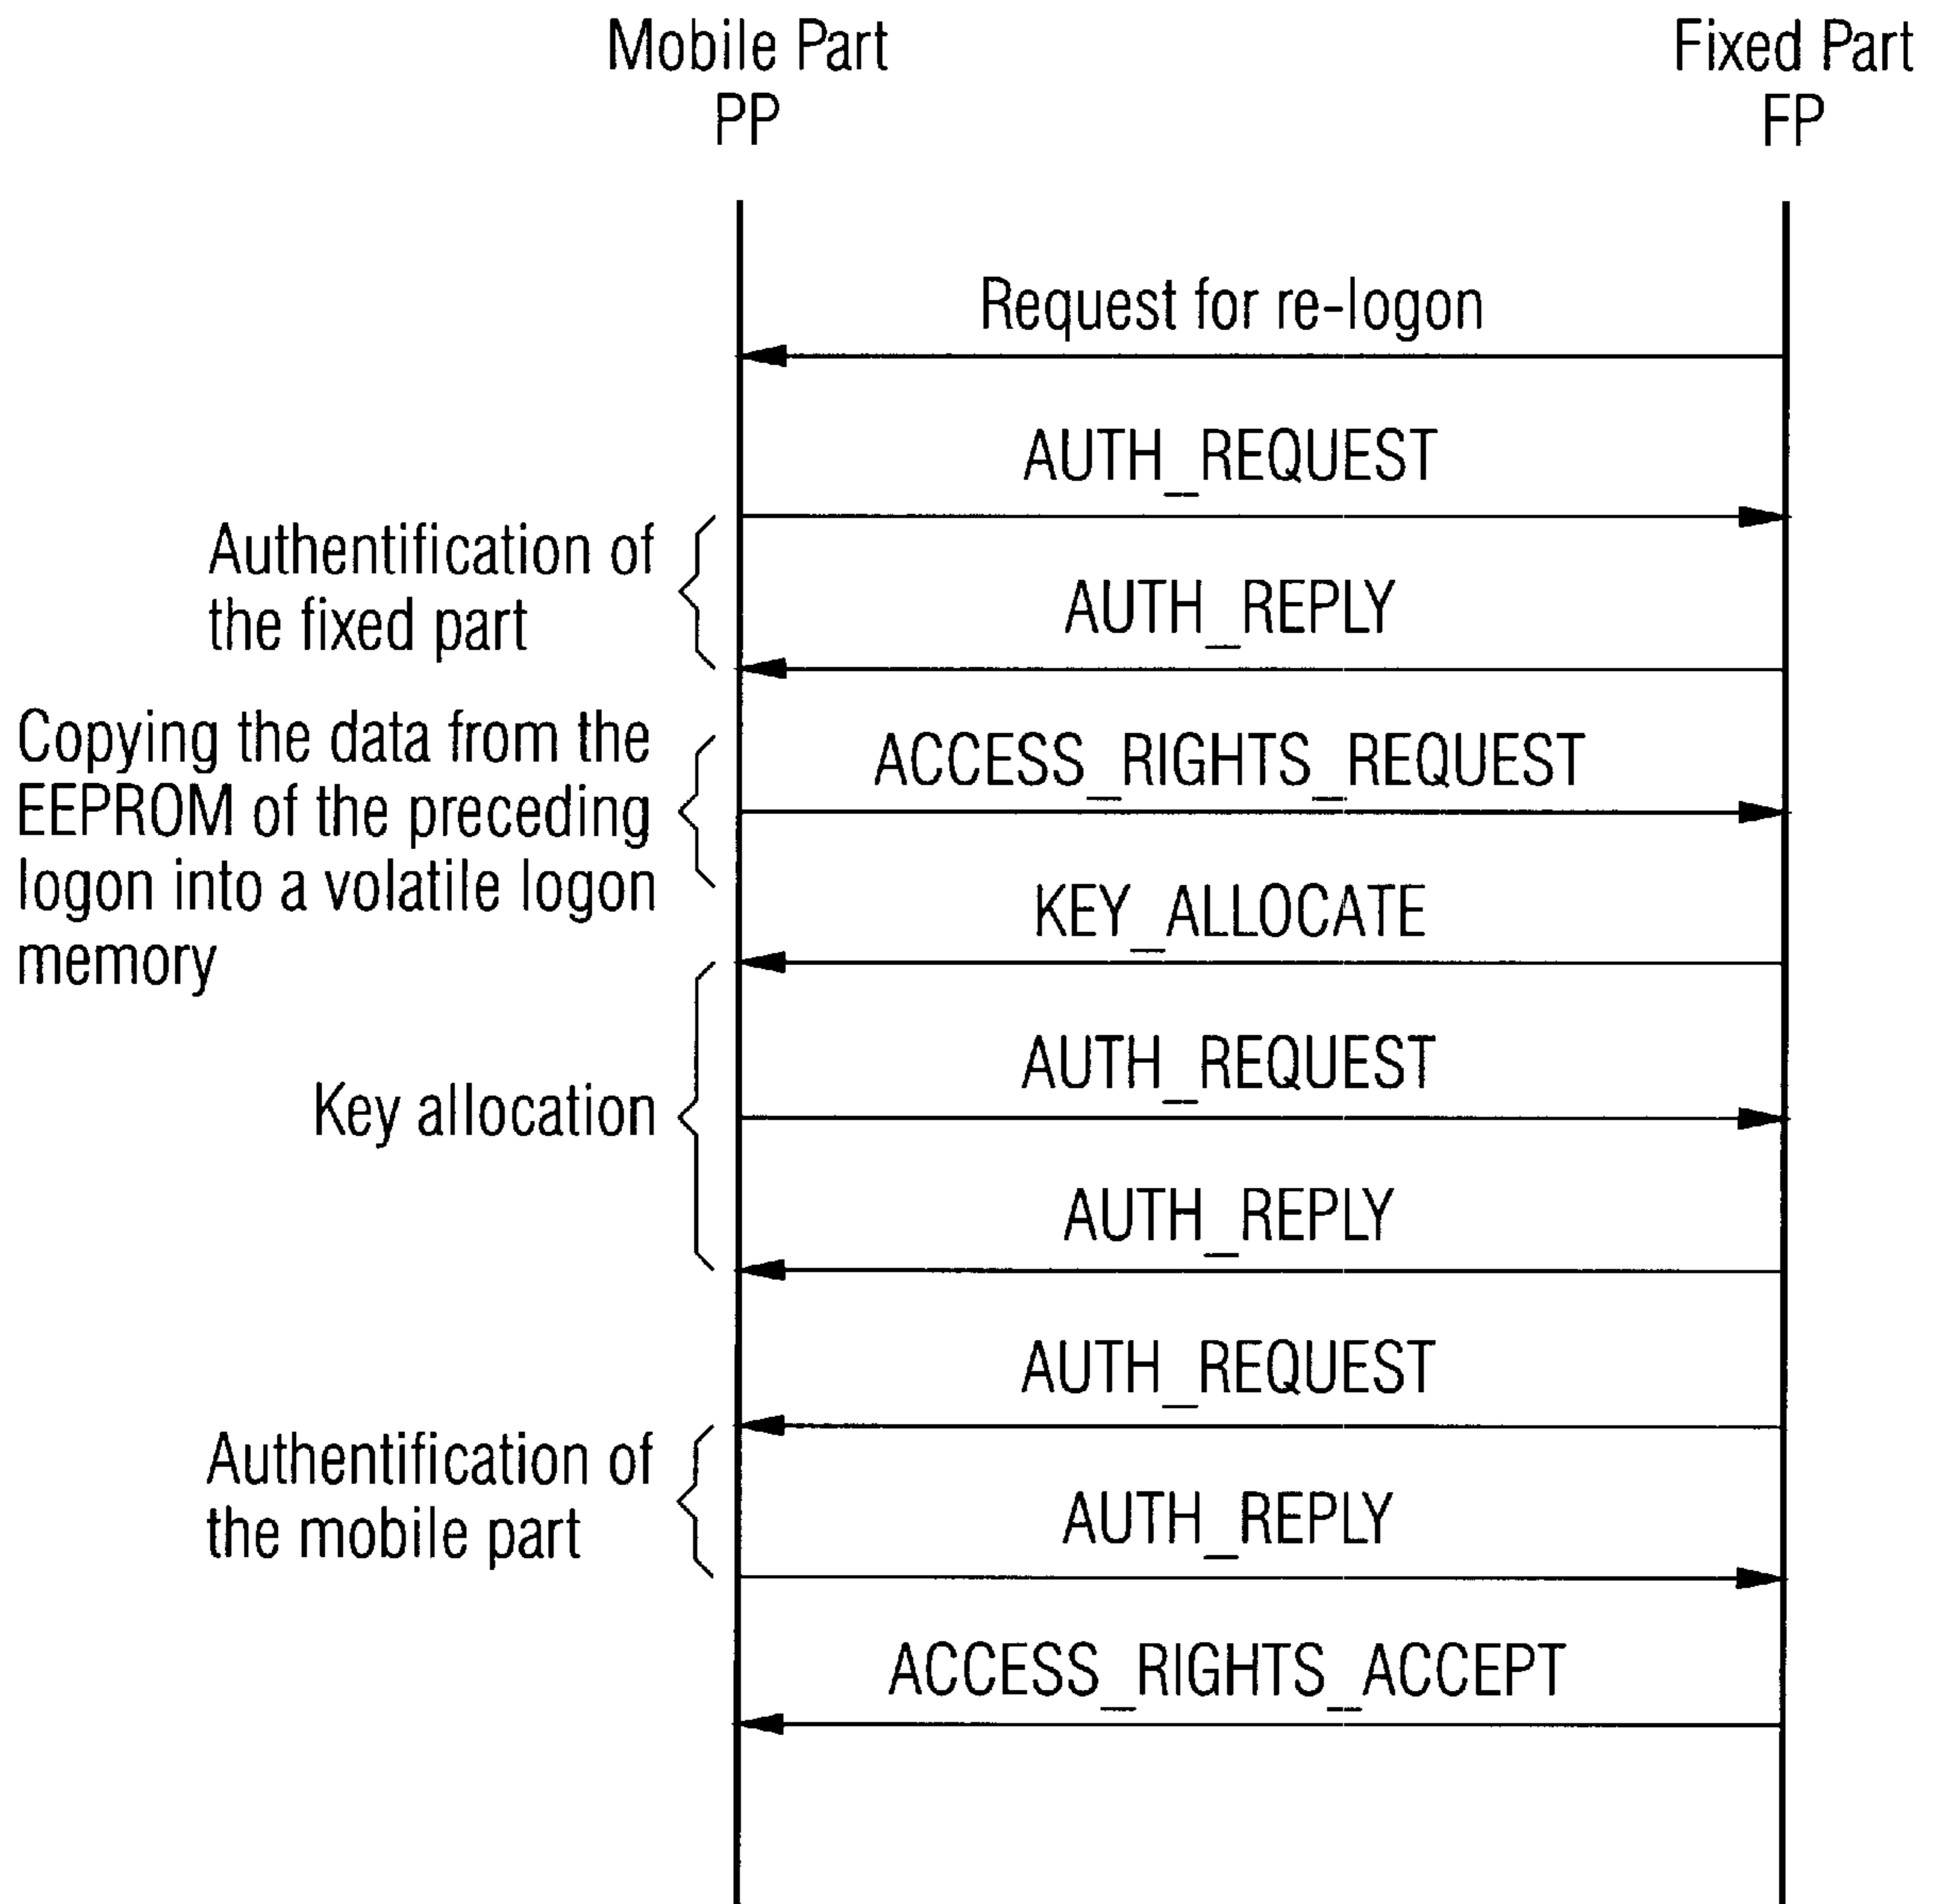 Mobile Part
PP
Fixed Part
FP
Request for re-logon
AUTH_REQUEST
Authentification of
the fixed part
AUTH_REPLY
Copying the data from the
EEPROM of the preceding
logon into a volatile logon
memory
ACCESS_RIGHTS_REQUEST
KEY_ALLOCATE
Key allocation
AUTH_REQUEST
AUTH_REPLY
AUTH_REQUEST
Authentification of
the mobile part
AUTH_REPLY
ACCESS_RIGHTS_ACCEPT